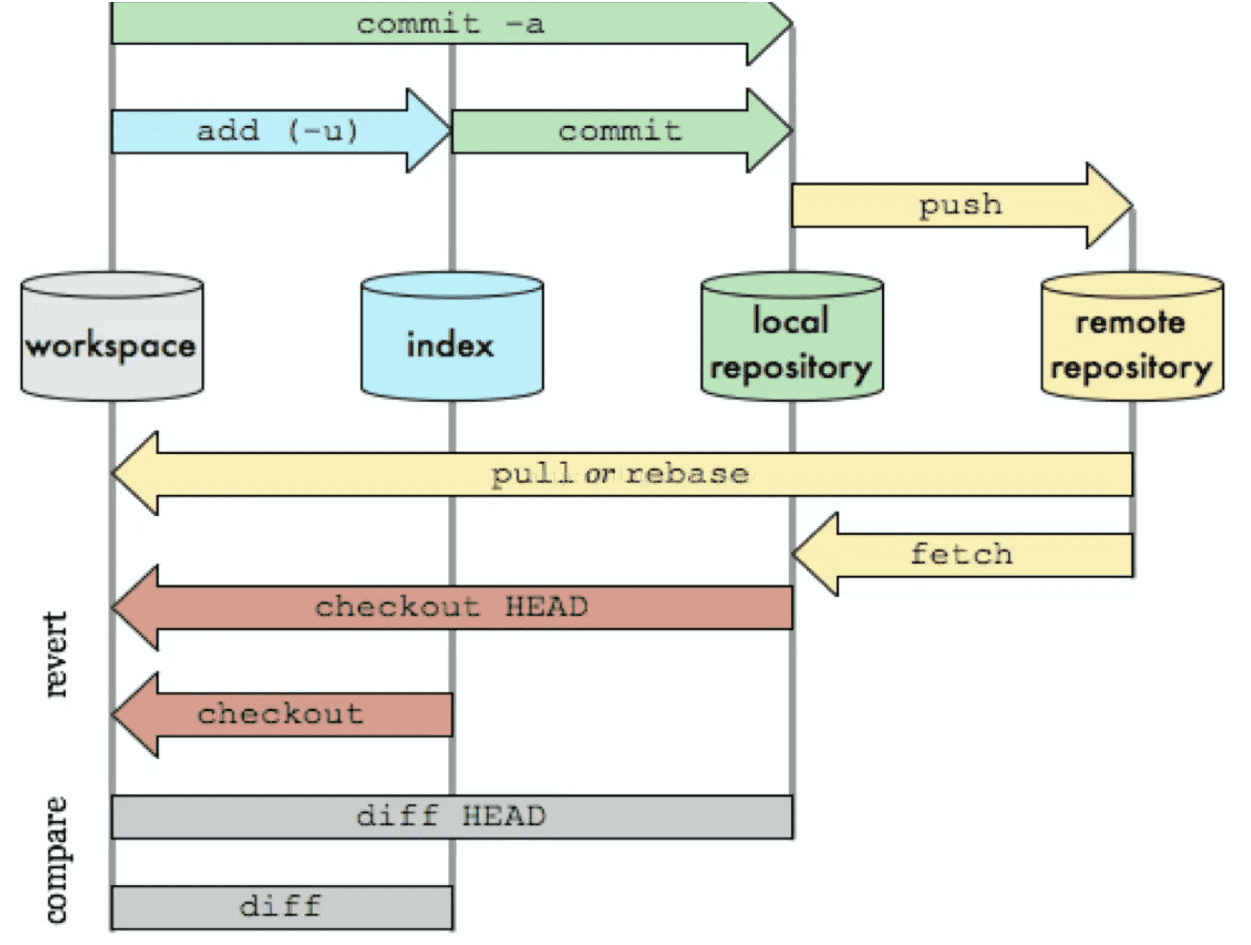 commit -a
add (-u)
commit
push
workspace
index
local
repository
remote
repository
pull or rebase
fetch
revert
checkout HEAD
checkout
compare
diff HEAD
diff